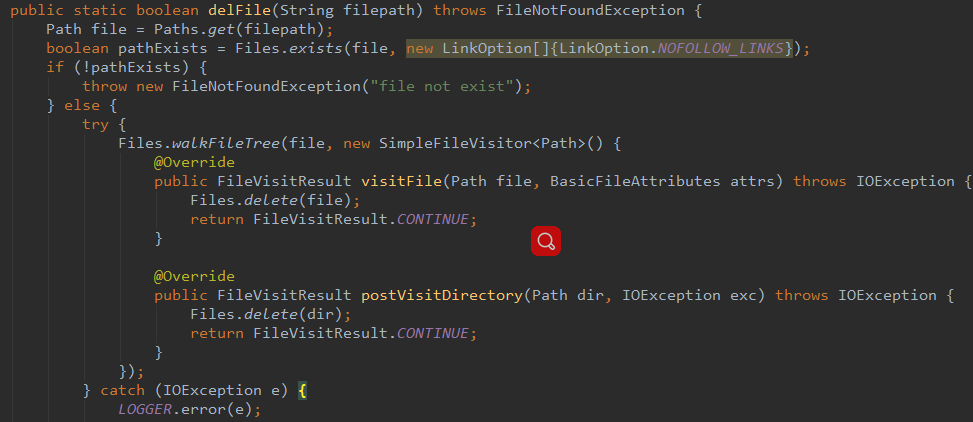 public static boolean delFile(String filepath) throws FileNotFoundException {
    Path file = Paths.get(filepath);
    boolean pathExists = Files.exists(file, new LinkOption[]{LinkOption.NOFOLLOW_LINKS});
    if (!pathExists) {
        throw new FileNotFoundException("file not exist");
    } else {
        try {
            Files.walkFileTree(file, new SimpleFileVisitor<Path>() {
                @Override
                public FileVisitResult visitFile(Path file, BasicFileAttributes attrs) throws IOException {
                    Files.delete(file);
                    return FileVisitResult.CONTINUE;
                }
                @Override
                public FileVisitResult postVisitDirectory(Path dir, IOException exc) throws IOException {
                    Files.delete(dir);
                    return FileVisitResult.CONTINUE;
                }
            });
        } catch (IOException e) {
            LOGGER.error(e);